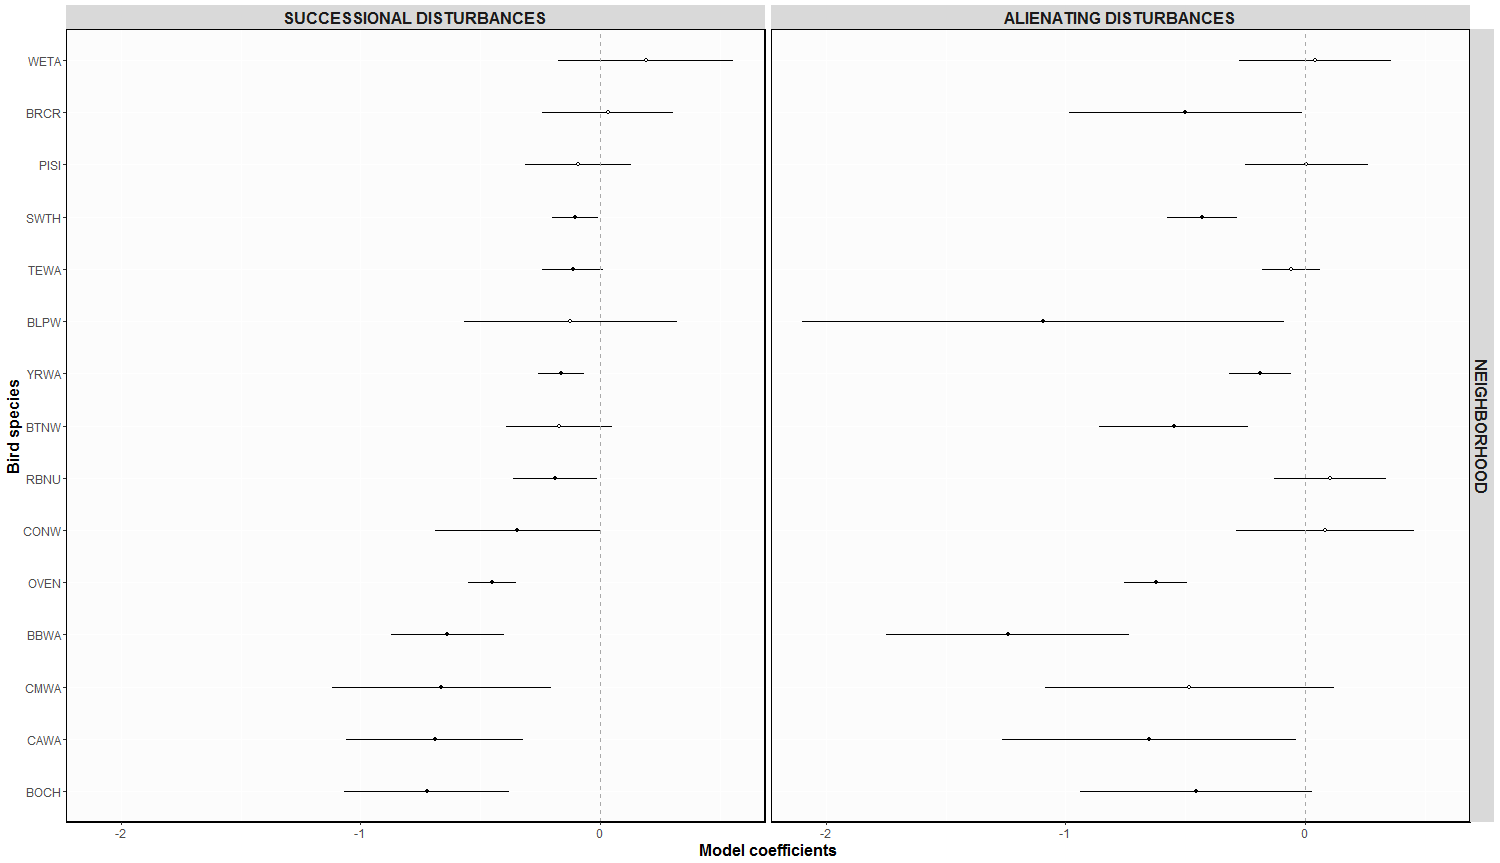 SUCCESSIONAL DISTURBANCES
ALIENATING DISTURBANCES
WETA
BRCR
PISI
SWTH
TEWA
BLPW
YRWA
BTNW
RBNU
CONW
OVEN
BBWA
CMWA
CAWA
BOCH
Bird species
NEIGHBORHOOD
-2 -1 0 -2 -1 0
Model coefficients